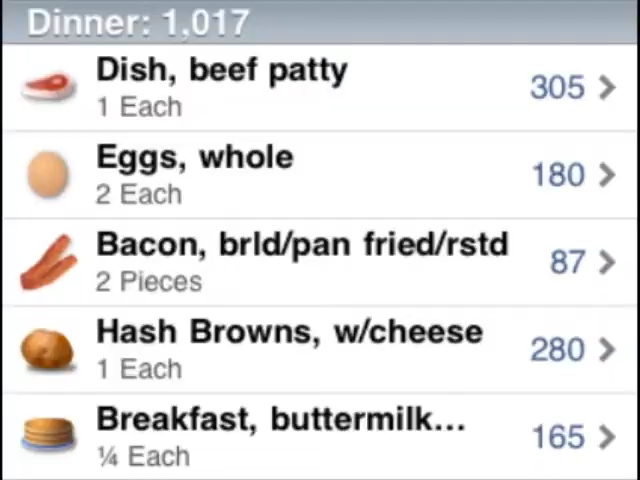 Dinner: 1,017
Dish, beef patty
305
1 Each
Eggs, whole
180
2 Each
Bacon, brld/pan fried/rstd
87
2 Pieces
Hash Browns, w/cheese
280
1 Each
Breakfast, buttermilk...
165
¼ Each